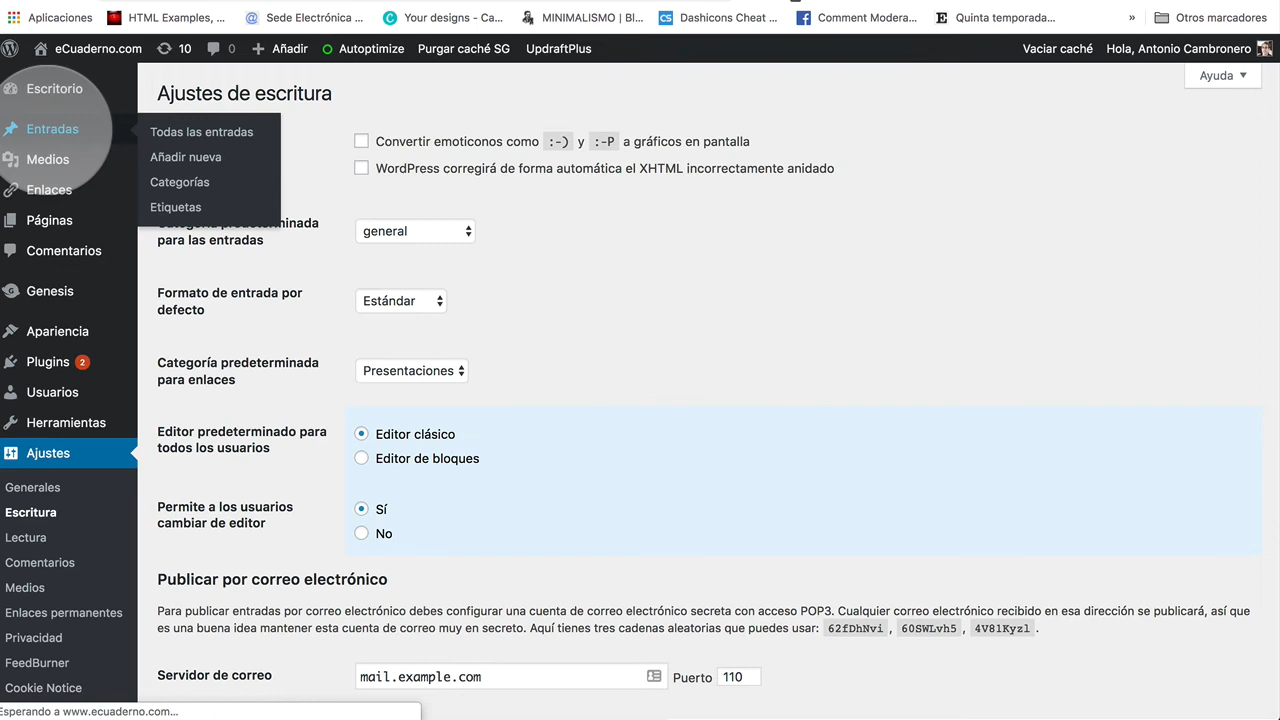 Aplicaciones
HTML Examples, ...
Sede Electrónica ...
Your designs - Ca...
MINIMALISMO | Bl...
Dashicons Cheat ...
Comment Modera...
Quinta temporada...
»
Otros marcadores
eCuaderno.com
10
0
Añadir
Autoptimize
Purgar caché SG
UpdraftPlus
Vaciar caché
Hola, Antonio Cambronero
Escritorio
Entradas
Medios
Enlaces
Páginas
Comentarios
Genesis
Apariencia
Plugins 2
Usuarios
Herramientas
Ajustes
Generales
Escritura
Lectura
Comentarios
Medios
Enlaces permanentes
Privacidad
FeedBurner
Cookie Notice
Todas las entradas
Añadir nueva
Categorías
Etiquetas
Ayuda ▼
Ajustes de escritura
Convertir emoticonos como :-) y :-P a gráficos en pantalla
WordPress corregirá de forma automática el XHTML incorrectamente anidado
Categoría predeterminada
para las entradas
general
Formato de entrada por
defecto
Estándar
Categoría predeterminada
para enlaces
Presentaciones
Editor predeterminado para
todos los usuarios
Editor clásico
Editor de bloques
Permite a los usuarios
cambiar de editor
Sí
No
Publicar por correo electrónico
Para publicar entradas por correo electrónico debes configurar una cuenta de correo electrónico secreta con acceso POP3. Cualquier correo electrónico recibido en esa dirección se publicará, así que
es una buena idea mantener esta cuenta de correo muy en secreto. Aquí tienes tres cadenas aleatorias que puedes usar: 62fDhNvi , 60SWLvh5 , 4V81Kyzl .
Servidor de correo
mail.example.com
Puerto 110
Esperando a www.ecuaderno.com...